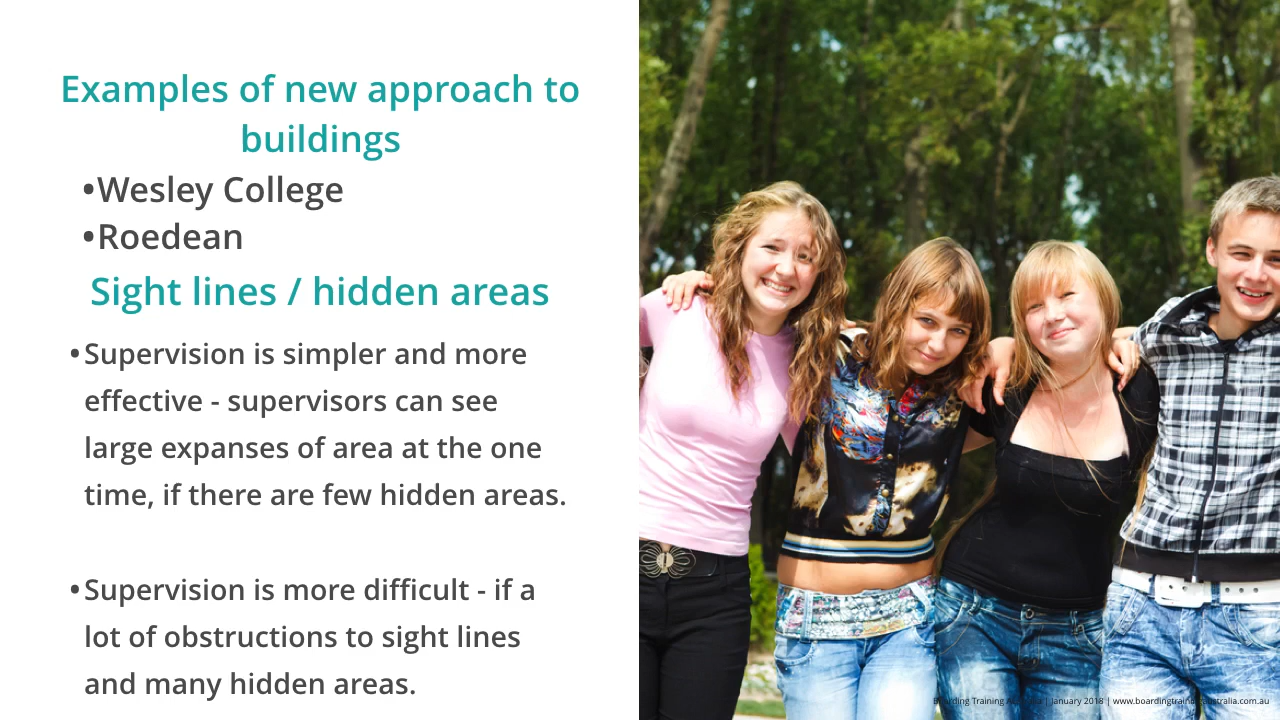 Examples of new approach to
buildings
•Wesley College
•Roedean
Sight lines / hidden areas
•Supervision is simpler and more
effective - supervisors can see
large expanses of area at the one
time, if there are few hidden areas.
•Supervision is more difficult - if a
lot of obstructions to sight lines
and many hidden areas.
Boarding Training Australia | January 2018 | www.boardingtrainingaustralia.com.au